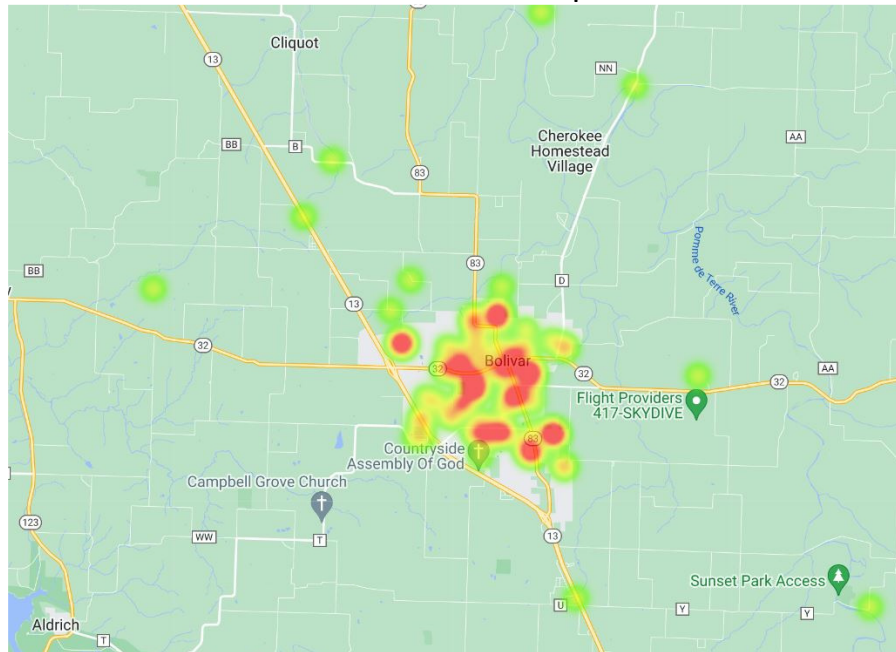 Cliquot
13
83
NN
Cherokee
Homestead
Village
AA
BB
B
83
Pomme de Terre River
83
BB
D
13
32
32
Bolivar
32
32
AA
Flight Providers
417-SKYDIVE
83
Countryside
Assembly Of God
Campbell Grove Church
123
WW
T
13
Sunset Park Access
U
Y
Y
Aldrich
T